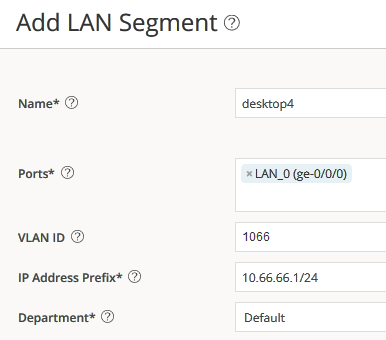 Add LAN Segment ?
Name* ? desktop4
Ports* ? × LAN_0 (ge-0/0/0)
VLAN ID ? 1066
IP Address Prefix* ? 10.66.66.1/24
Department* ? Default